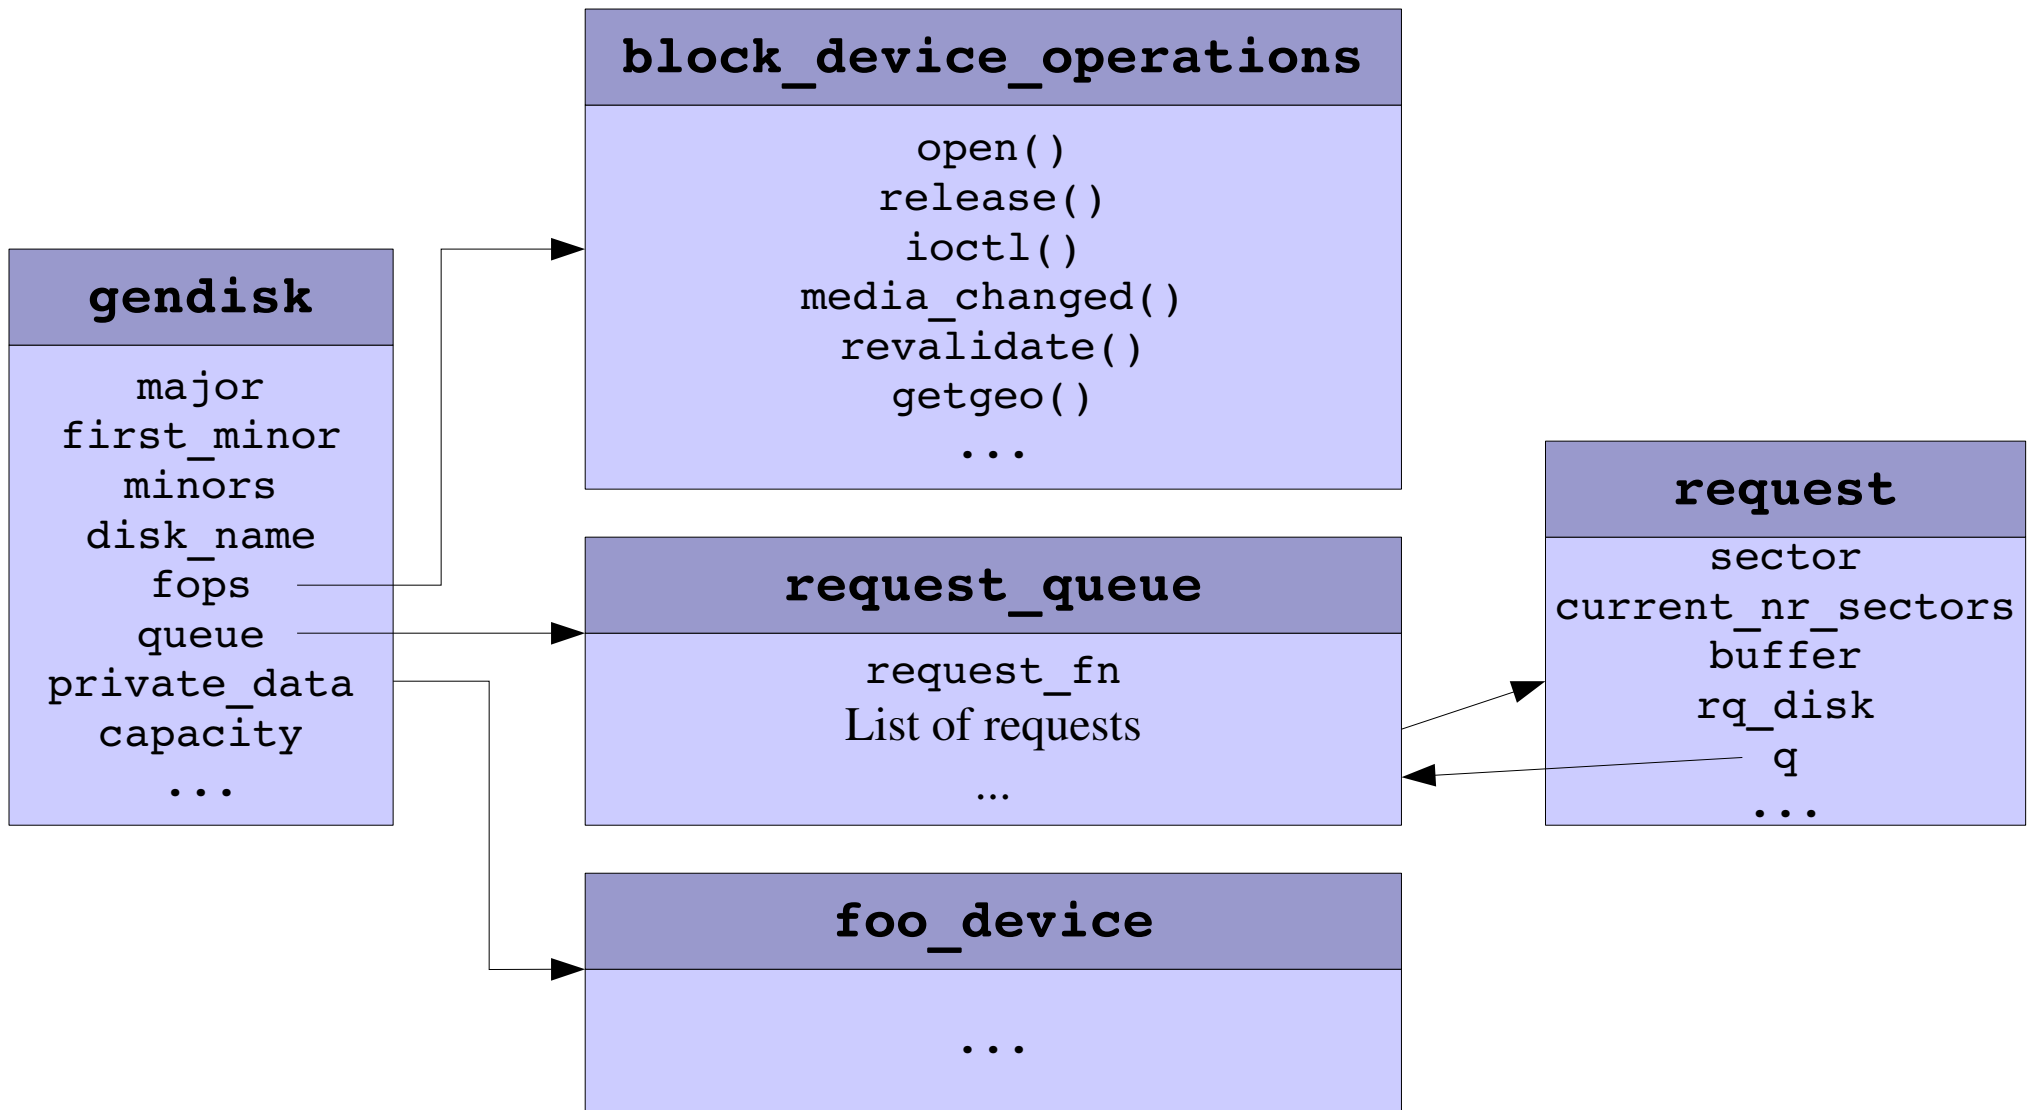 block_device_operations
open()
release()
ioctl()
media_changed()
revalidate()
getgeo()
...
gendisk
major
first_minor
minors
disk_name
fops
queue
private_data
capacity
...
request_queue
request_fn
List of requests
...
request
sector
current_nr_sectors
buffer
rq_disk
q
...
foo_device
...